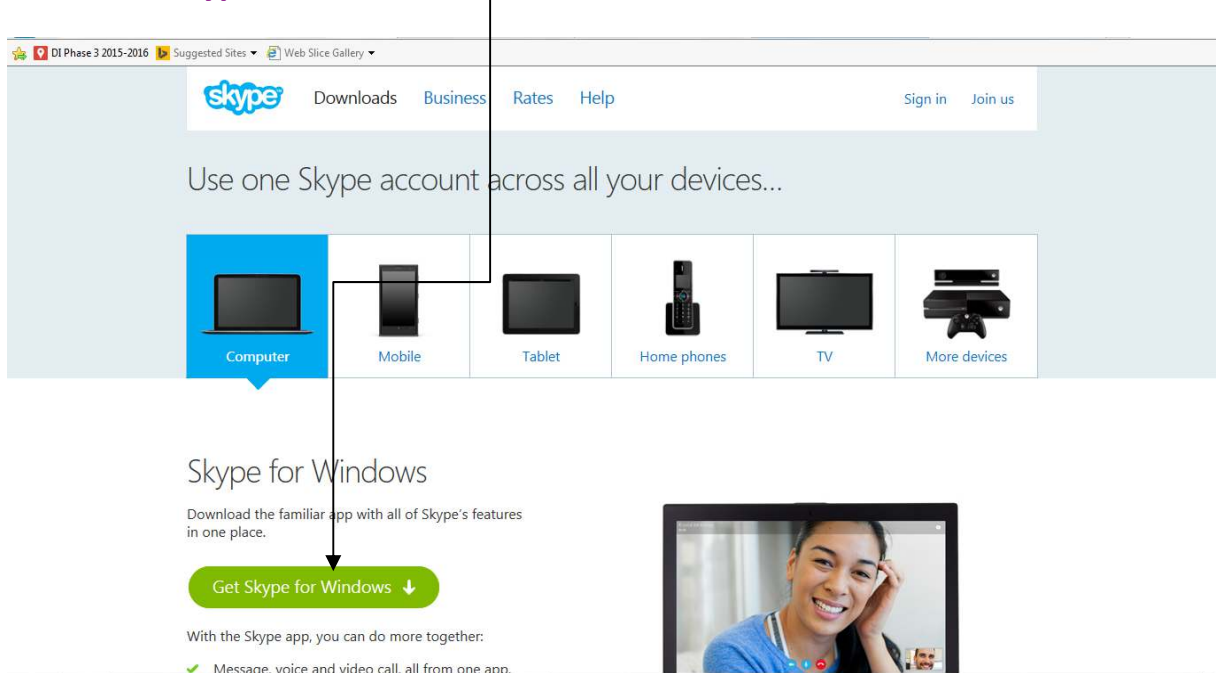 DI Phase 3 2015-2016 Suggested Sites Web Slice Gallery
skype Downloads Business Rates Help Sign in Join us
Use one Skype account across all your devices...
Computer Mobile Tablet Home phones TV More devices
Skype for Windows
Download the familiar app with all of Skype's features
in one place.
Get Skype for Windows
With the Skype app, you can do more together:
Message, voice and video call, all from one app.